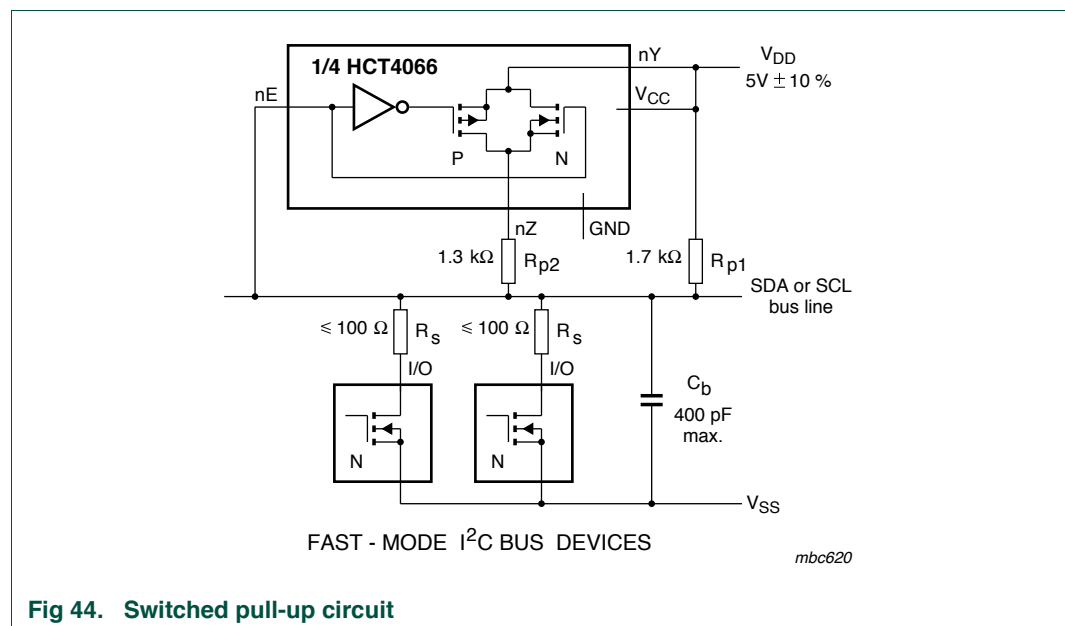 1/4 HCT4066
nY
V_DD
5V ± 10 %
nE
V_CC
P
N
nZ
GND
1.3 kΩ
R_p2
1.7 kΩ
R_p1
SDA or SCL
bus line
≤ 100 Ω
R_s
≤ 100 Ω
R_s
I/O
I/O
C_b
400 pF
max.
N
N
V_SS
FAST - MODE I²C BUS DEVICES
mbc620
Fig 44. Switched pull-up circuit